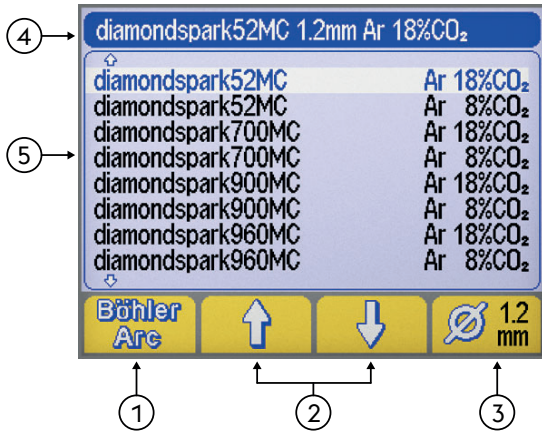 4
diamondspark52MC 1.2mm Ar 18%CO₂
5
diamondspark52MC Ar 18%CO₂
diamondspark52MC Ar 8%CO₂
diamondspark700MC Ar 18%CO₂
diamondspark700MC Ar 8%CO₂
diamondspark900MC Ar 18%CO₂
diamondspark900MC Ar 8%CO₂
diamondspark960MC Ar 18%CO₂
diamondspark960MC Ar 8%CO₂
Böhler
Arc
Ø 1.2
mm
1
2
3